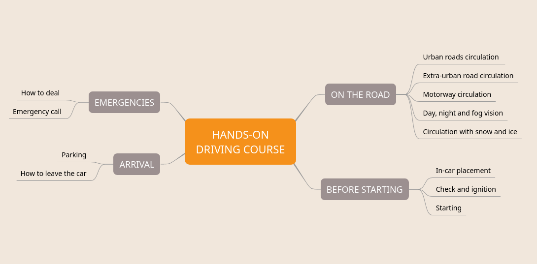 HANDS-ON
DRIVING COURSE
ON THE ROAD
Urban roads circulation
Extra-urban road circulation
Motorway circulation
Day, night and fog vision
Circulation with snow and ice
BEFORE STARTING
In-car placement
Check and ignition
Starting
EMERGENCIES
How to deal
Emergency call
ARRIVAL
Parking
How to leave the car